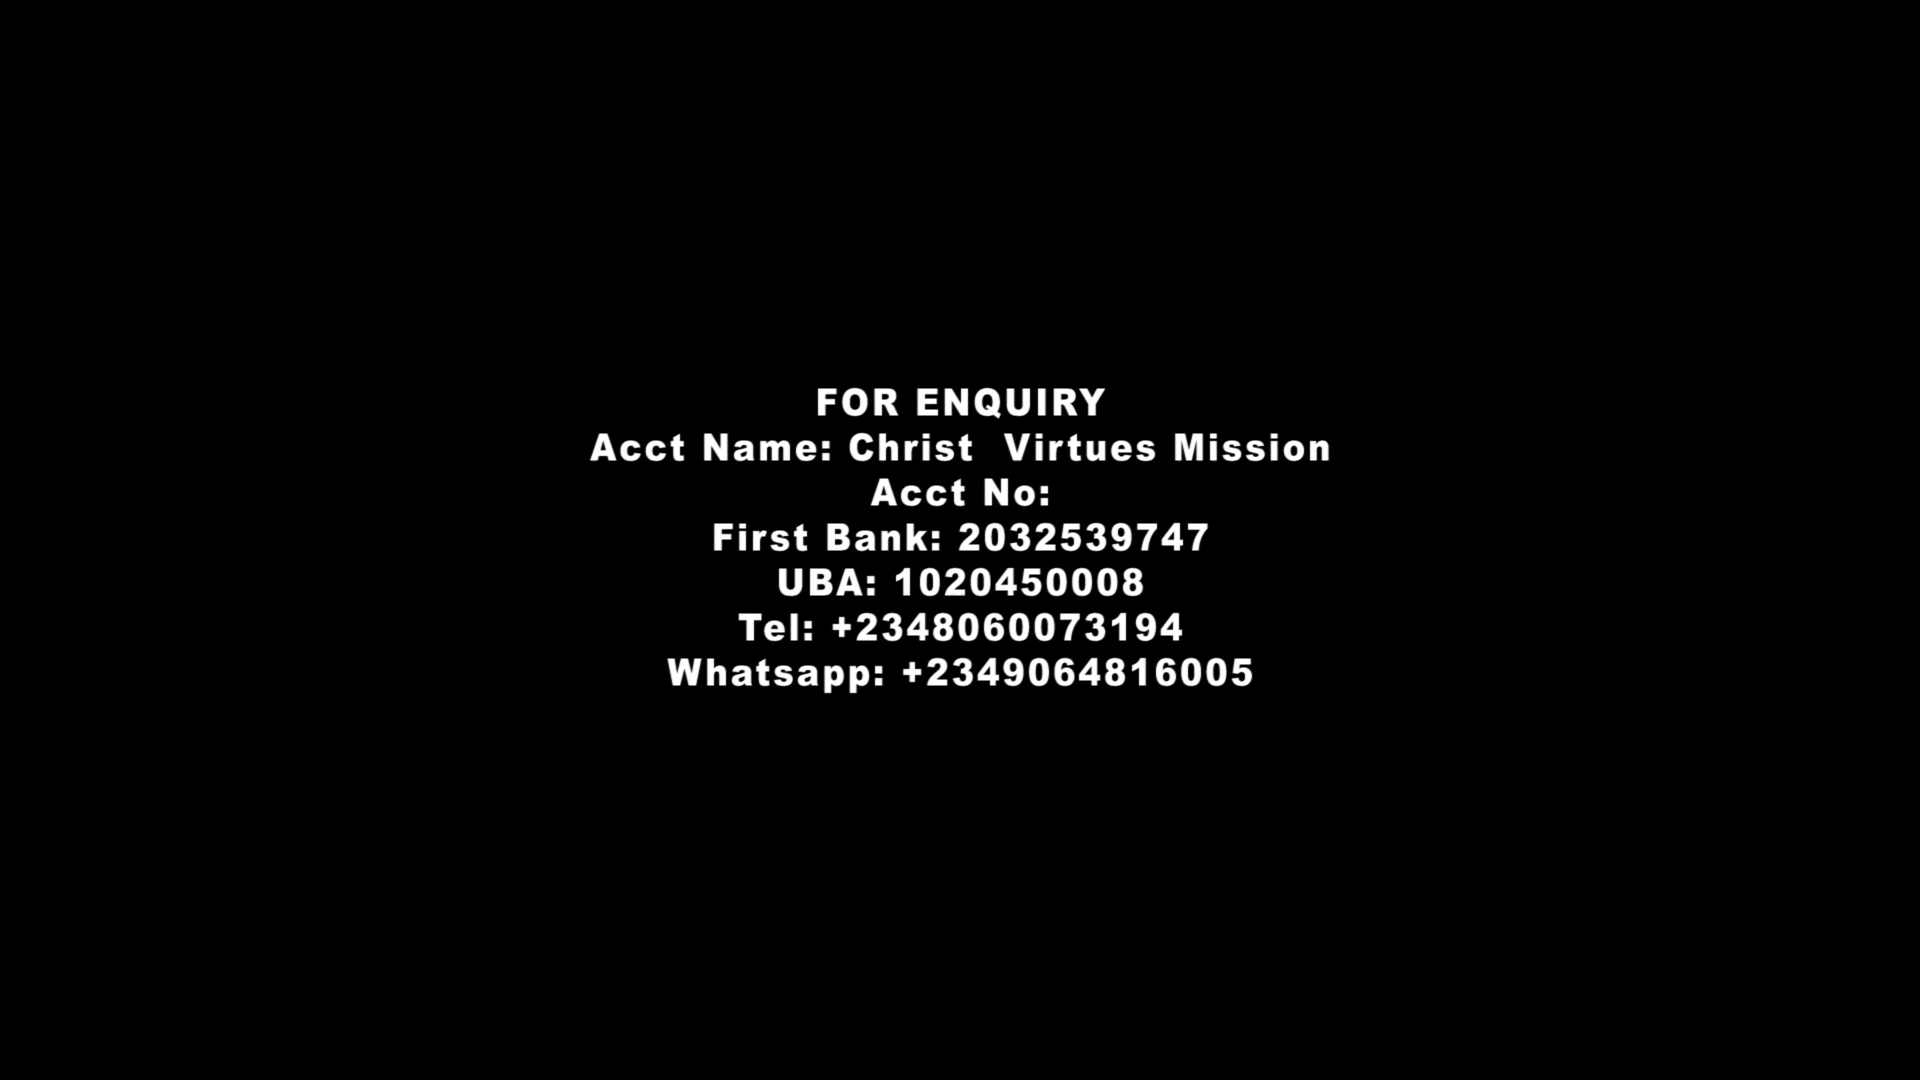 FOR ENQUIRY
Acct Name: Christ  Virtues Mission
Acct No:
First Bank: 2032539747
UBA: 1020450008
Tel: +2348060073194
Whatsapp: +2349064816005